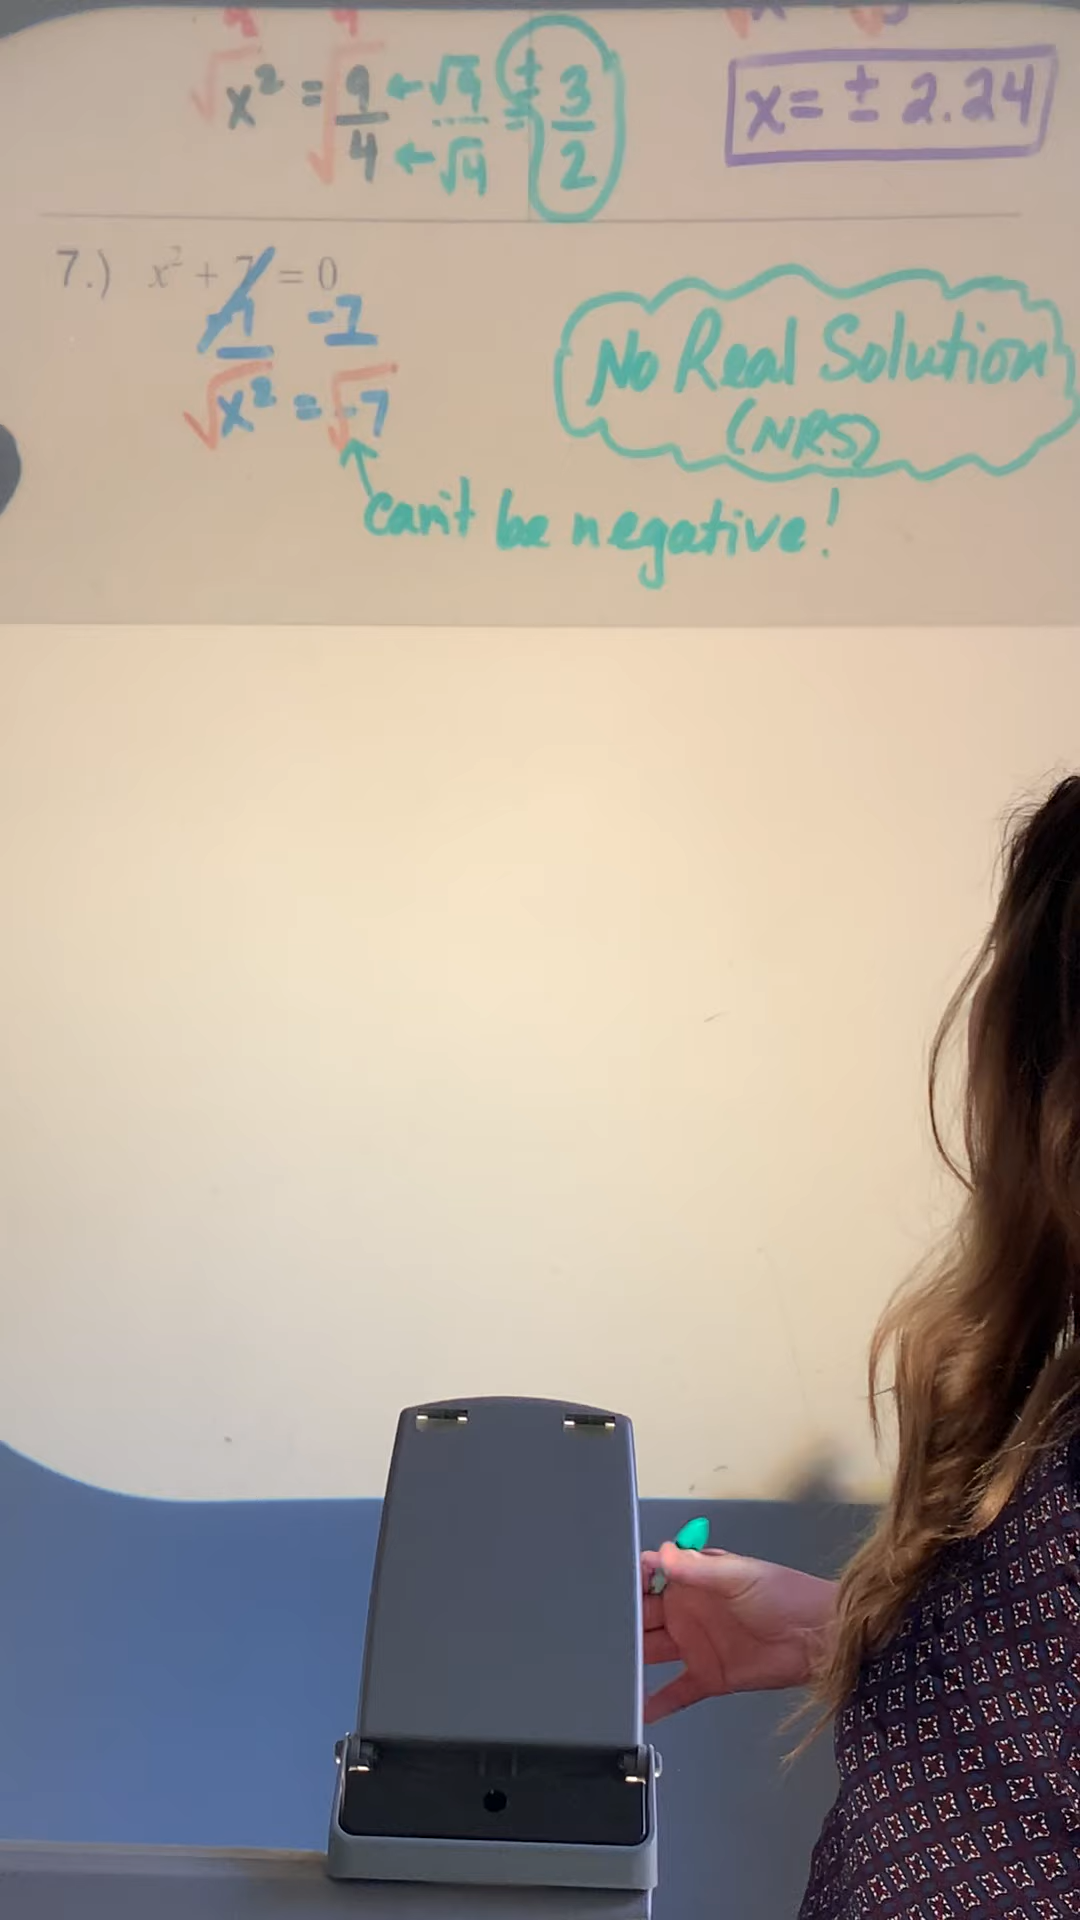 x² = 9/4 ← √9 / ← √4 = ± 3/2
x = ± 2.24
7.) x² + 7 = 0
-7 -7
√x² = √-7
No Real Solution
(NRS)
can't be negative!